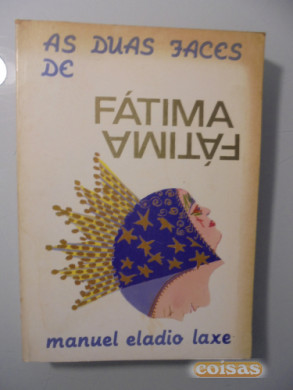 AS DUAS FACES
DE
FÁTIMA
FÁTIMA
manuel eladio laxe
coisas